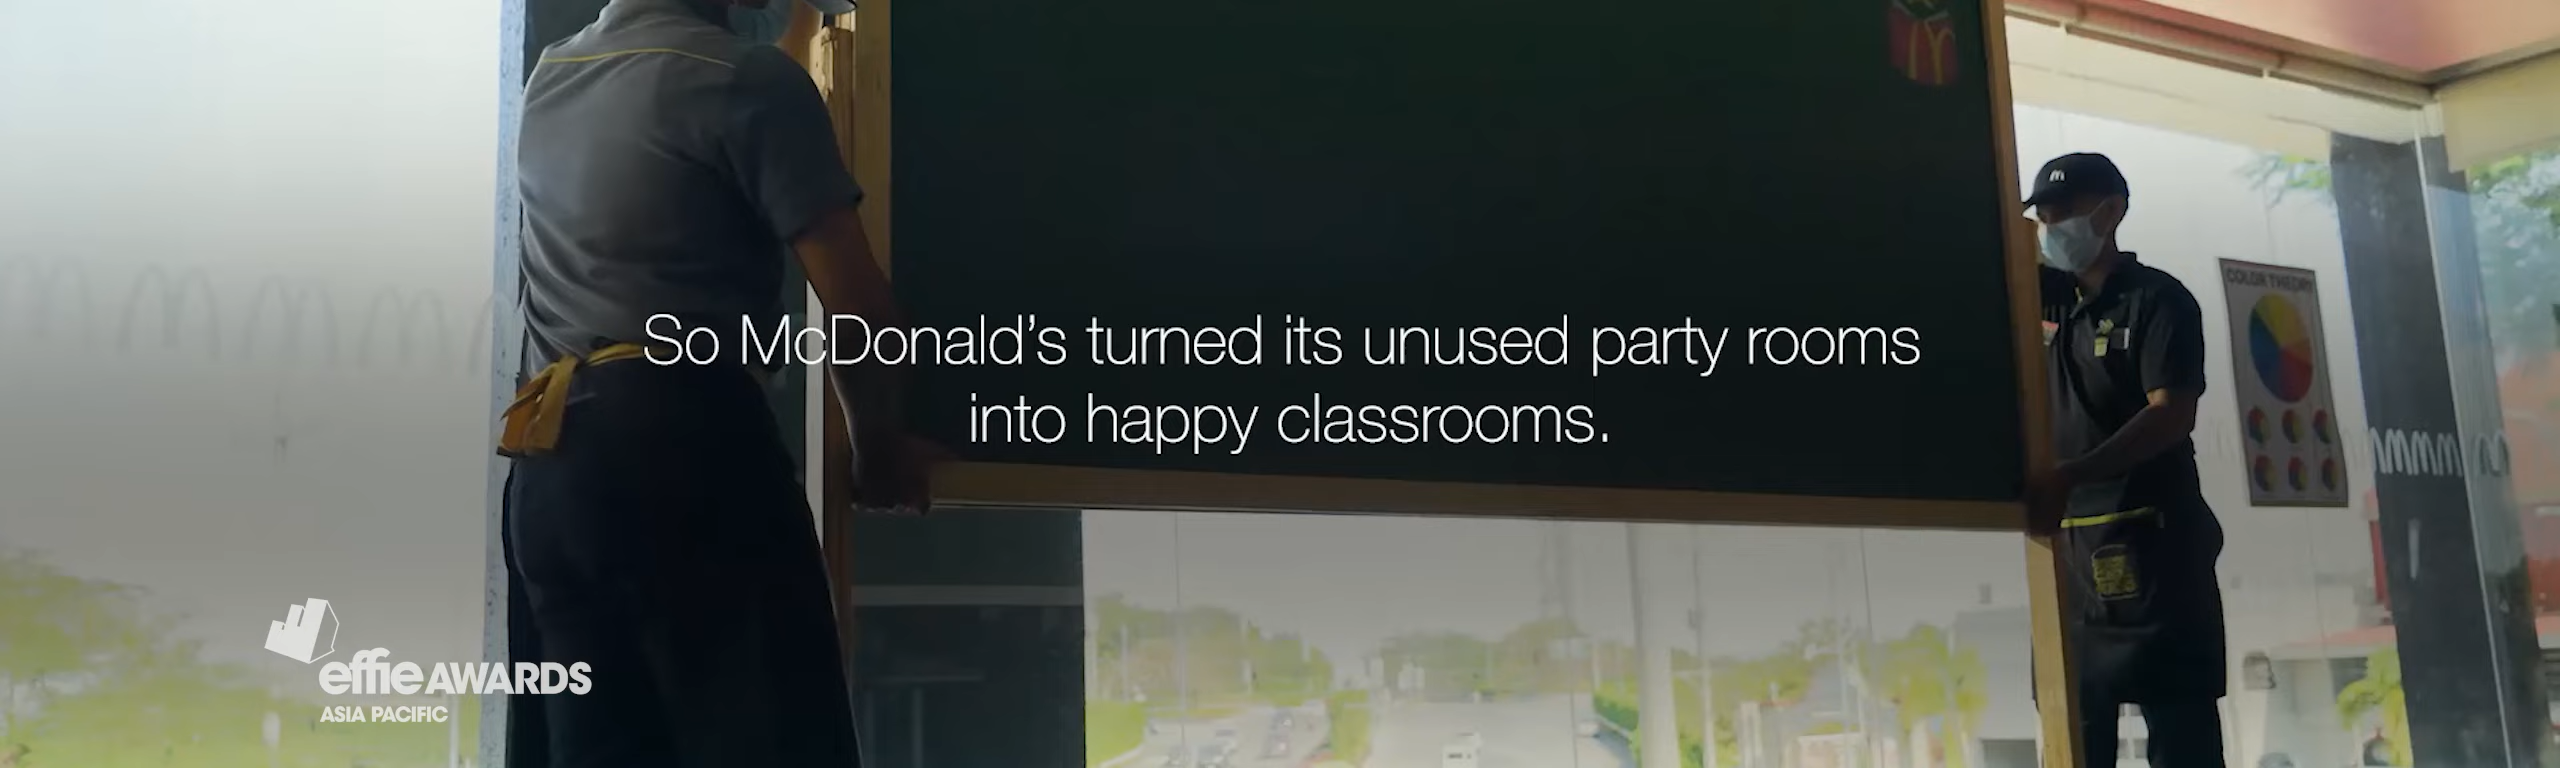 COLOR THEORY
So McDonald's turned its unused party rooms
into happy classrooms.
effie AWARDS
ASIA PACIFIC